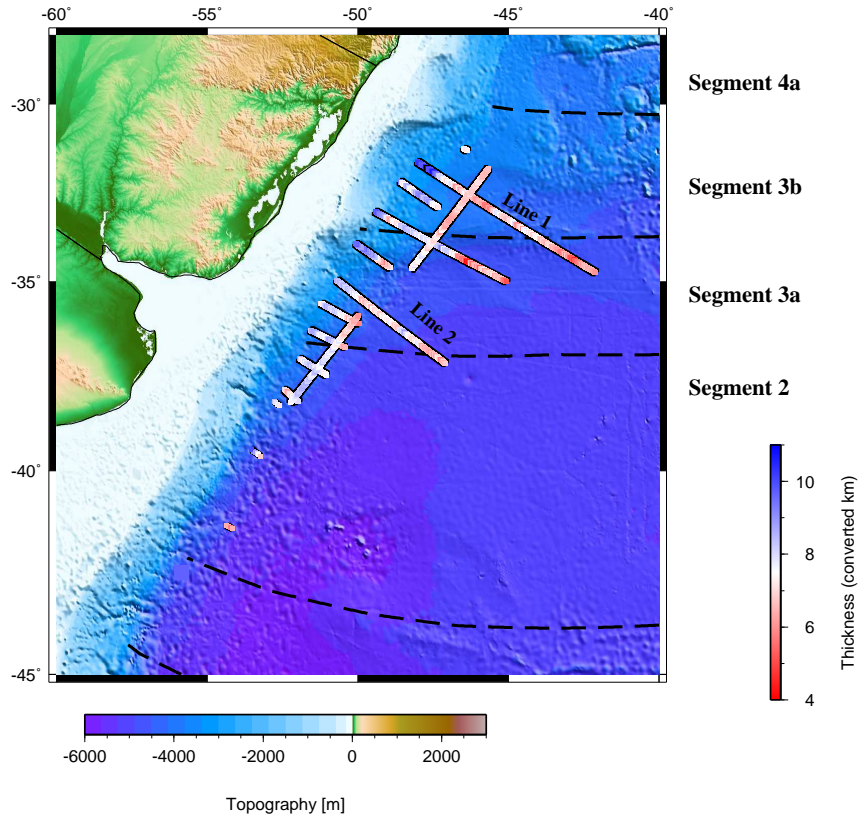 -60° -55° -50° -45° -40°
-30°
-35°
-40°
-45°
Segment 4a
Segment 3b
Segment 3a
Segment 2
Line 1
Line 2
10
8
6
4
Thickness (converted km)
-6000 -4000 -2000 0 2000
Topography [m]